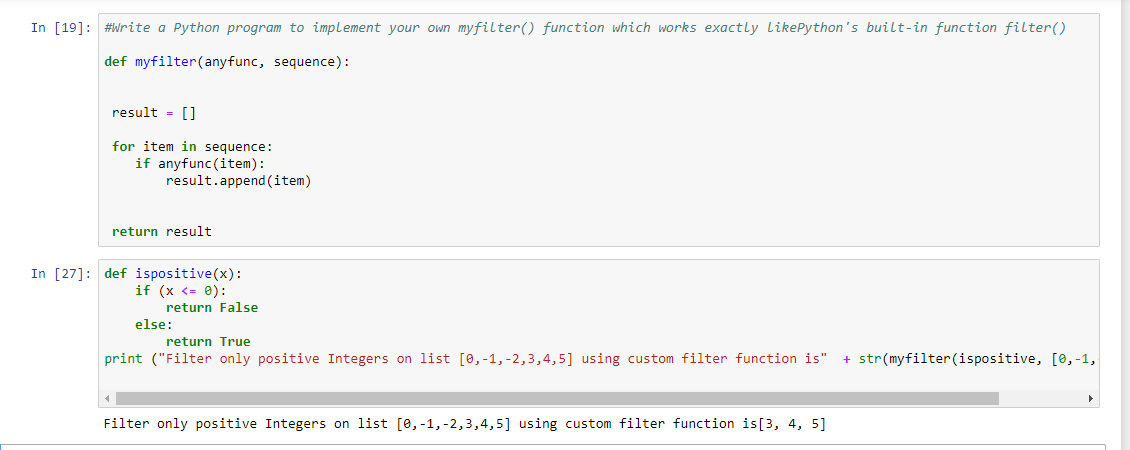 In [19]: #Write a Python program to implement your own myfilter() function which works exactly likePython's built-in function filter()
def myfilter(anyfunc, sequence):
result = []
for item in sequence:
if anyfunc(item):
result.append(item)
return result
In [27]: def ispositive(x):
if (x <= 0):
return False
else:
return True
print ("Filter only positive Integers on list [0,-1,-2,3,4,5] using custom filter function is" + str(myfilter(ispositive, [0,-1,
Filter only positive Integers on list [0,-1,-2,3,4,5] using custom filter function is[3, 4, 5]